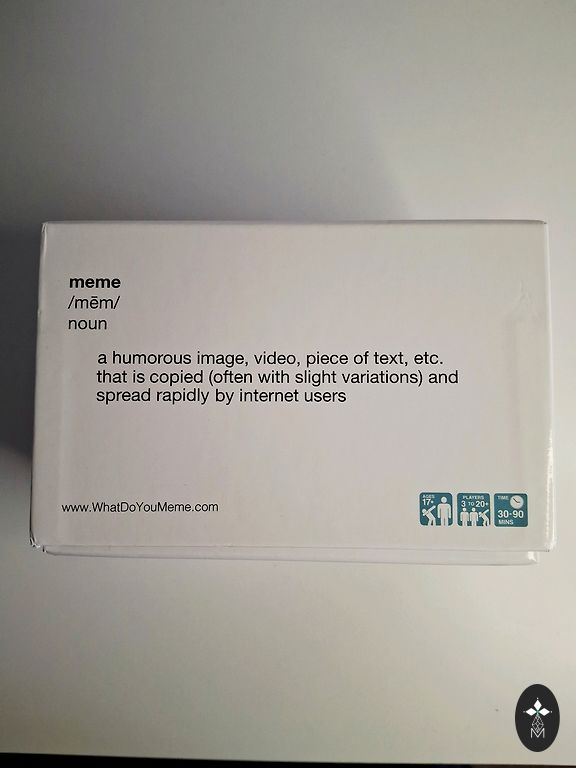 meme
/mēm/
noun
a humorous image, video, piece of text, etc.
that is copied (often with slight variations) and
spread rapidly by internet users
www.WhatDoYouMeme.com
AGES
17+
PLAYERS
3 TO 20+
TIME
30-90
MINS
M